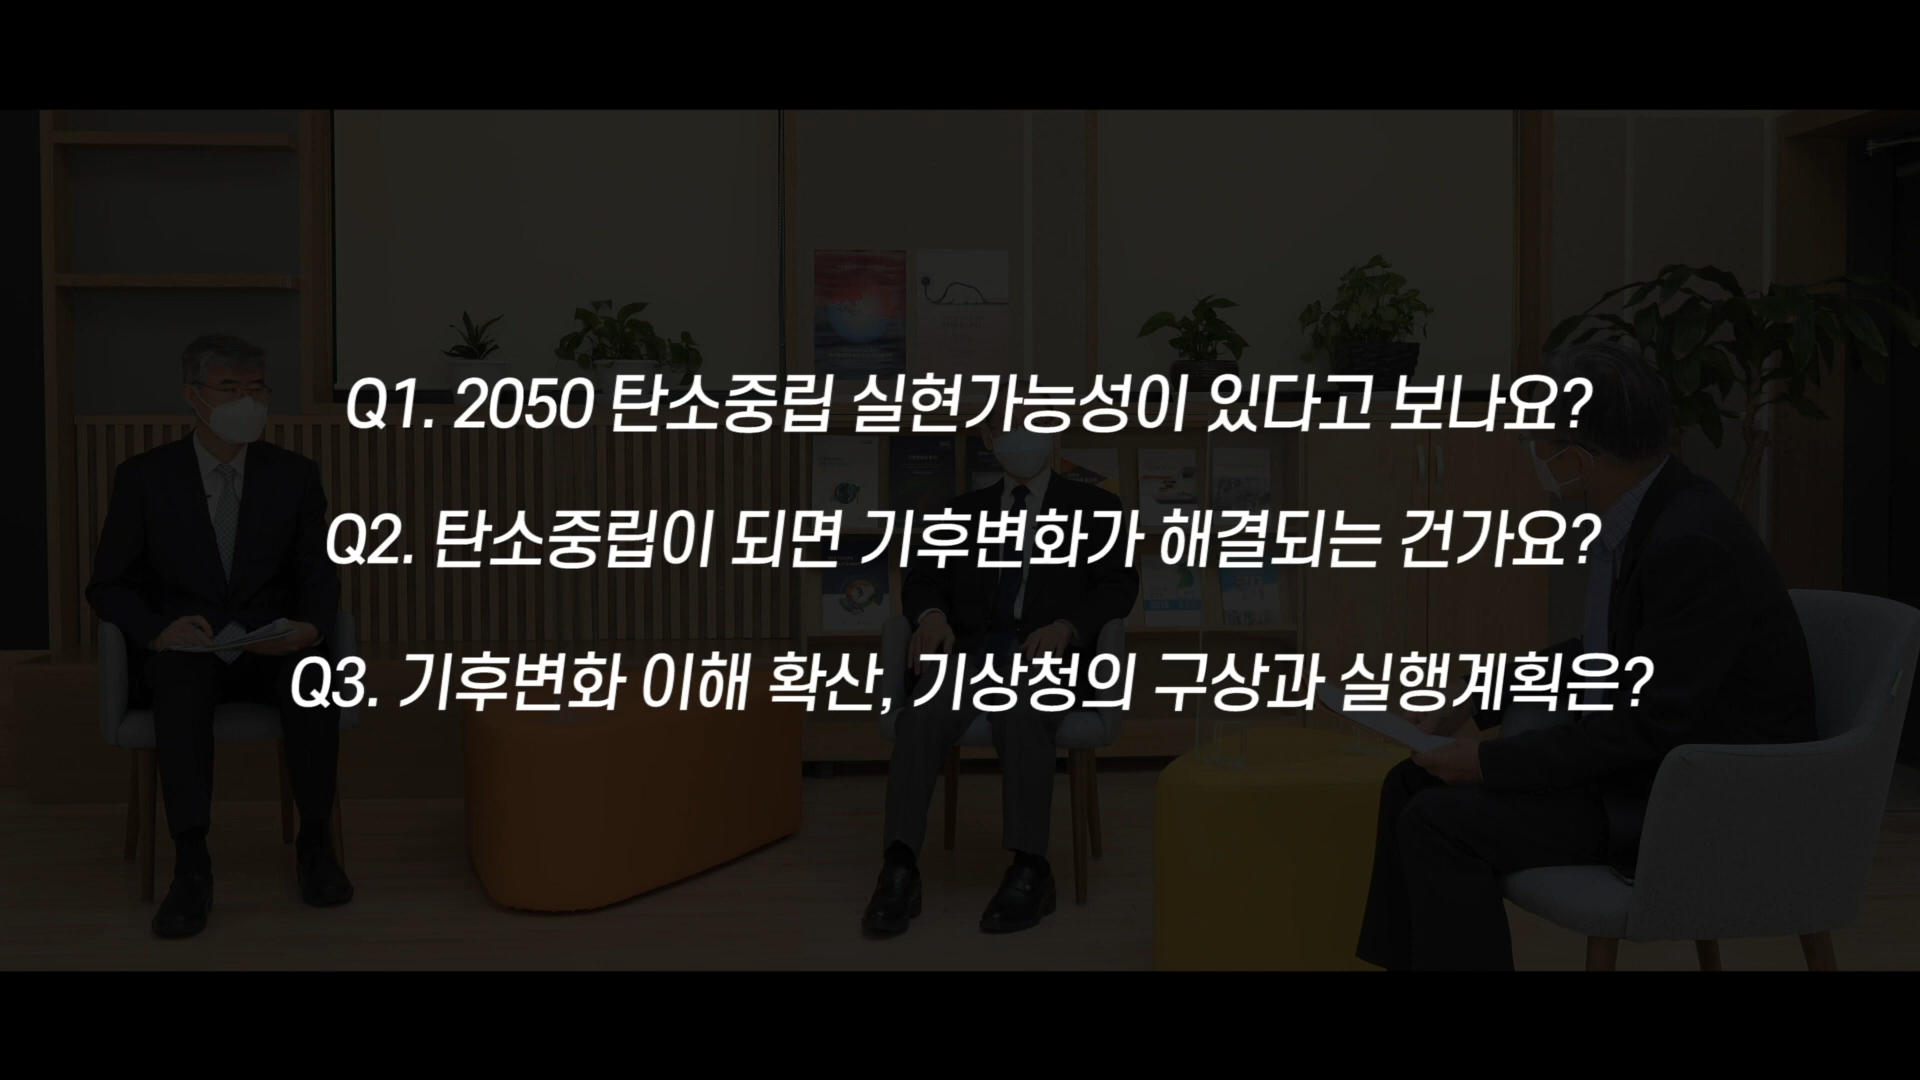 Q1. 2050 탄소중립 실현가능성이 있다고 보나요?
Q2. 탄소중립이 되면 기후변화가 해결되는 건가요?
Q3. 기후변화 이해 확산, 기상청의 구상과 실행계획은?